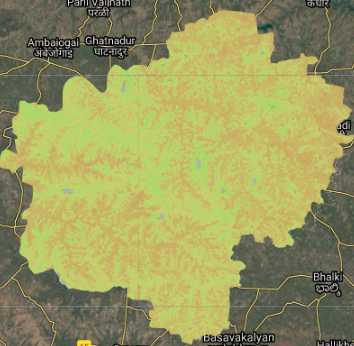 Parli Vaijnath
परळी
Ambajogai
अंबेजोगाई
Ghatnadur
घाटनादुर
कंधार
Bhalki
ಭಾಲ್ಕಿ
Basavakalyan